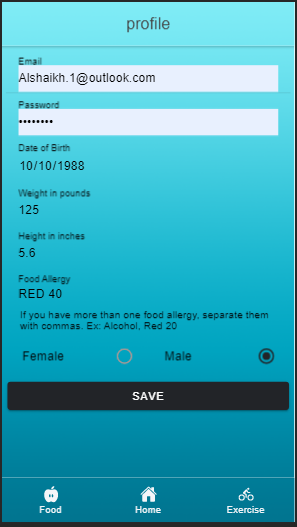 profile
Email
Alshaikh.1@outlook.com
Password
••••••••
Date of Birth
10/10/1988
Weight in pounds
125
Height in inches
5.6
Food Allergy
RED 40
If you have more than one food allergy, separate them
with commas. Ex: Alcohol, Red 20
Female Male
SAVE
Food Home Exercise